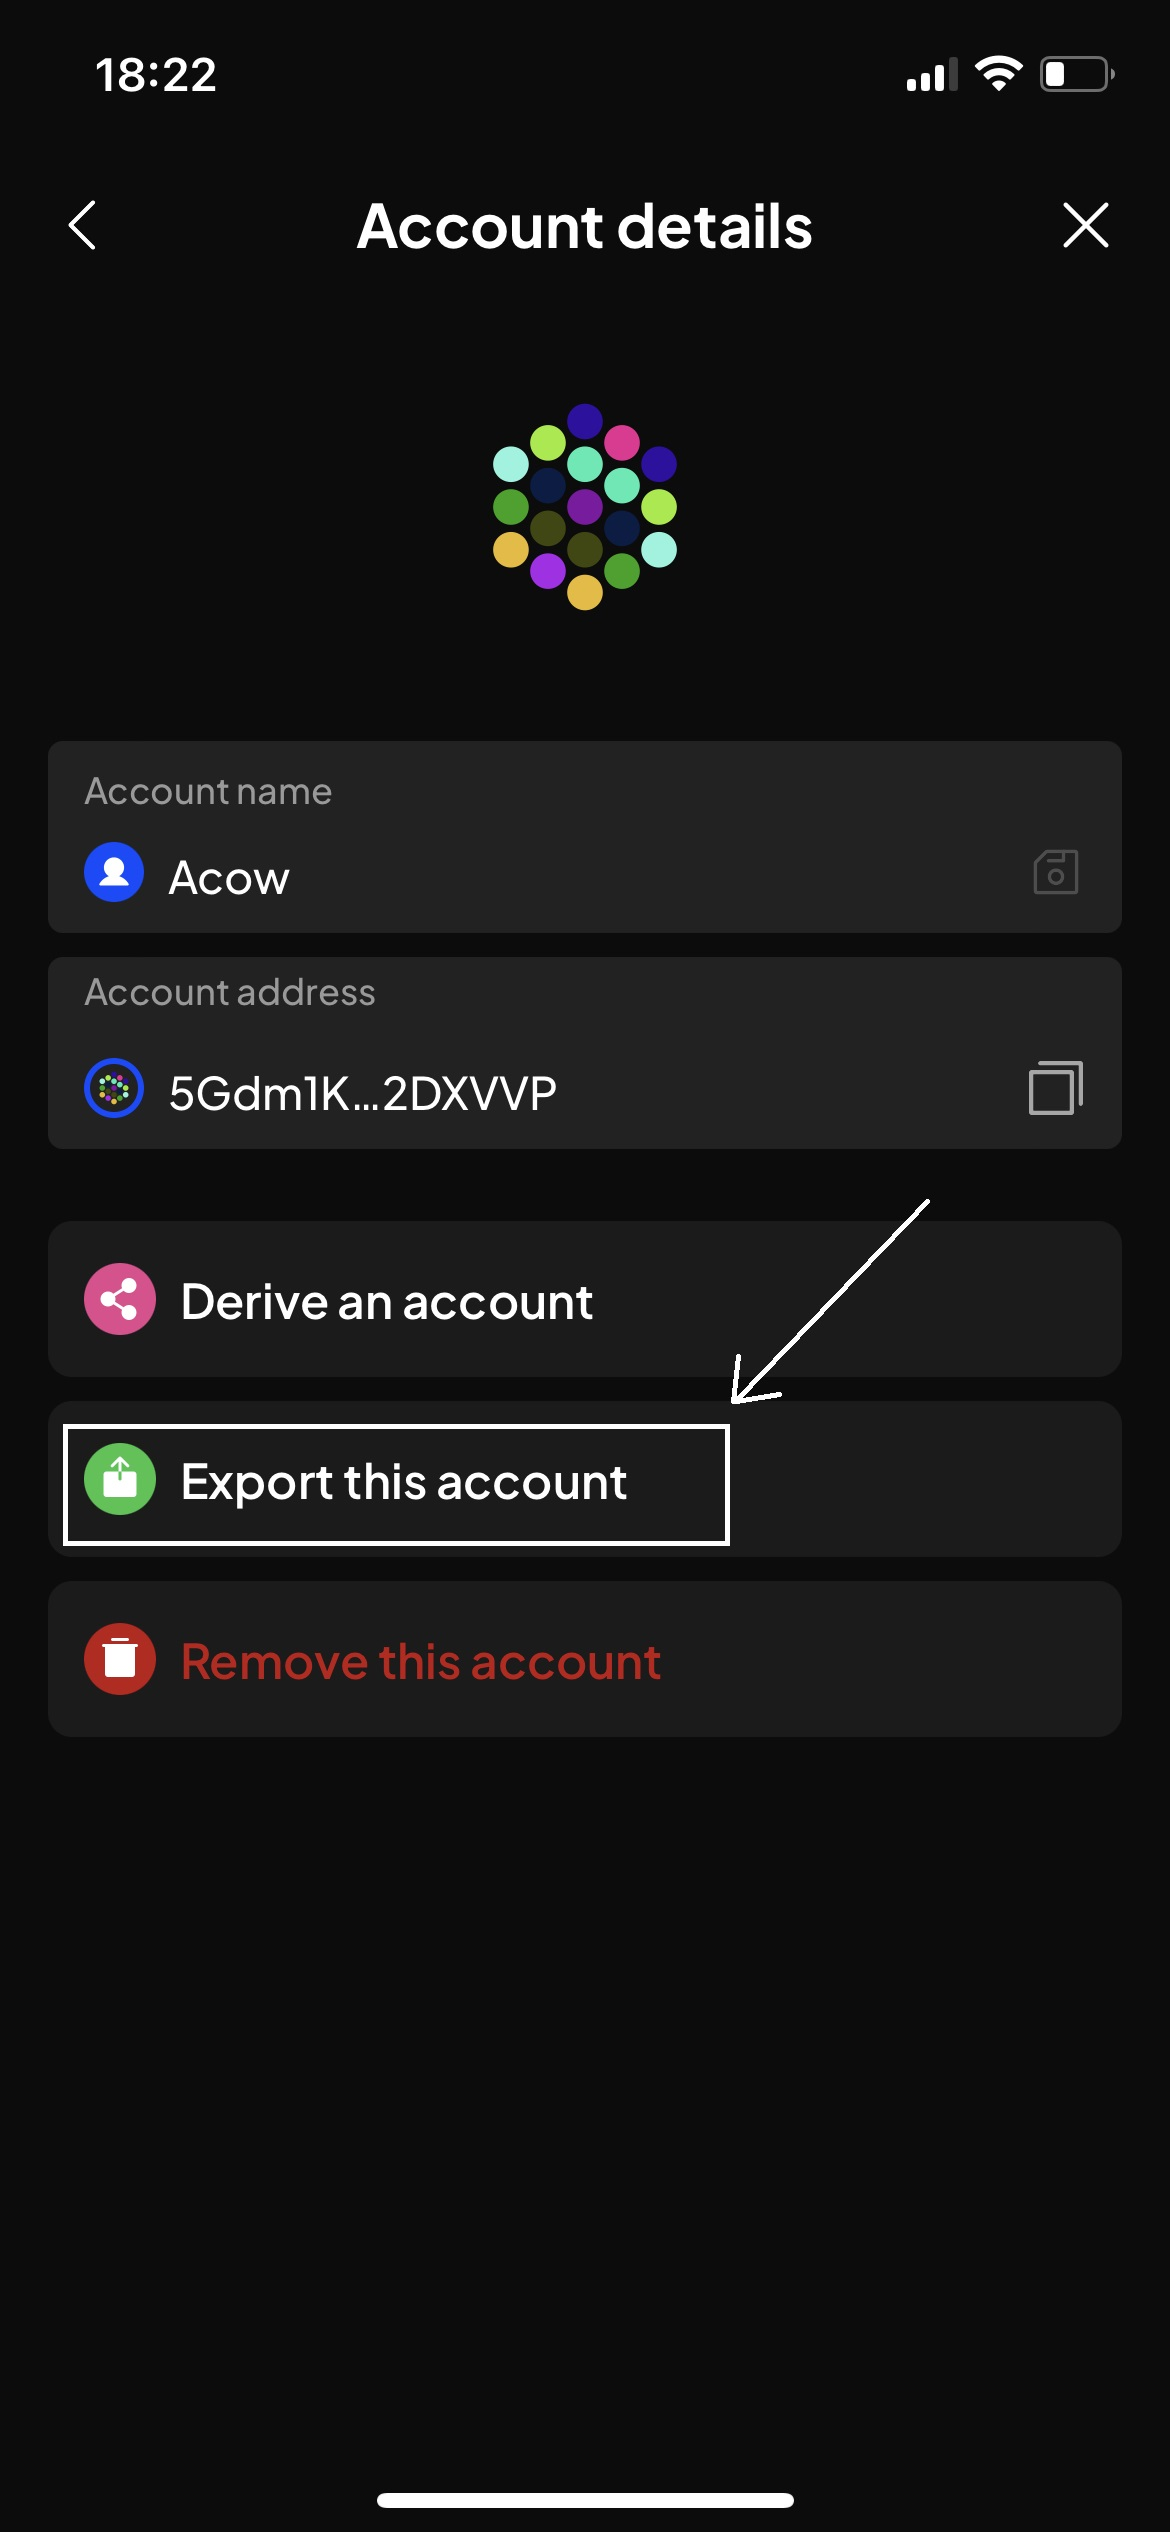 18:22
Account details
Account name
Acow
Account address
5Gdm1K...2DXVVP
Derive an account
Export this account
Remove this account